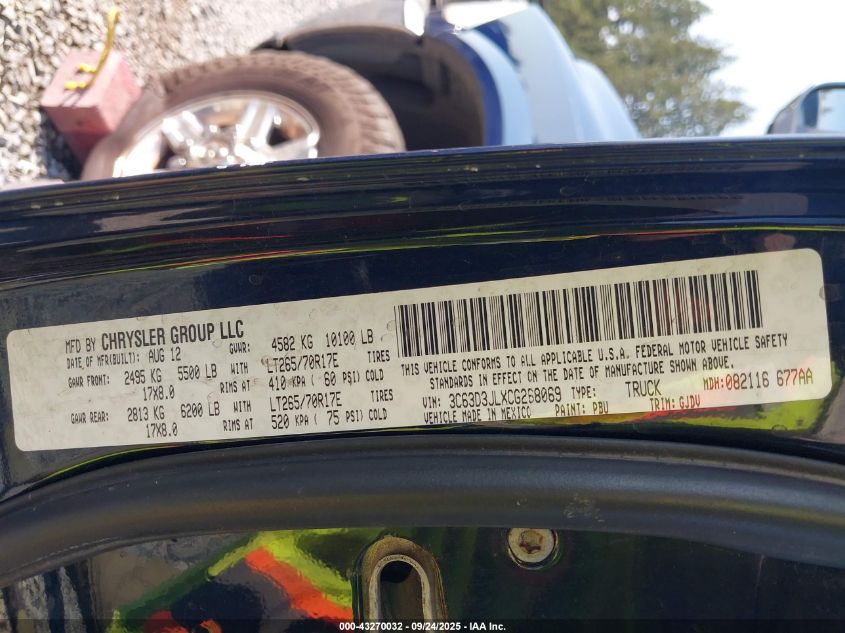 MFD BY CHRYSLER GROUP LLC
DATE OF MFR(BUILT): AUG 12 GVWR: 4582 KG 10100 LB
GAWR FRONT: 2495 KG 5500 LB WITH LT265/70R17E TIRES
17X8.0 RIMS AT 410 KPA ( 60 PSI) COLD
GAWR REAR: 2813 KG 6200 LB WITH LT265/70R17E TIRES
17X8.0 RIMS AT 520 KPA ( 75 PSI) COLD
THIS VEHICLE CONFORMS TO ALL APPLICABLE U.S.A. FEDERAL MOTOR VEHICLE SAFETY
STANDARDS IN EFFECT ON THE DATE OF MANUFACTURE SHOWN ABOVE.
VIN: 3C63D3JLXCG268069 TYPE: TRUCK MDH:082116 677AA
VEHICLE MADE IN MEXICO PAINT: PBU TRIM: GJDV
000-43270032 - 09/24/2025 - IAA Inc.